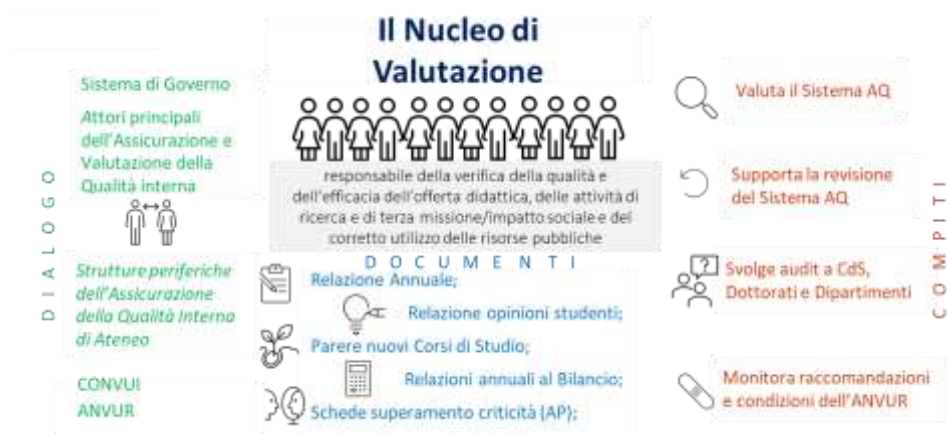 Il Nucleo di
Valutazione
responsabile della verifica della qualità e
dell'efficacia dell'offerta didattica, delle attività di
ricerca e di terza missione/impatto sociale e del
corretto utilizzo delle risorse pubbliche
DIALOGO
Sistema di Governo
Attori principali
dell'Assicurazione e
Valutazione della
Qualità interna
Strutture periferiche
dell'Assicurazione
della Qualità Interna
di Ateneo
CONVUI
ANVUR
DOCUMENTI
Relazione Annuale;
Relazione opinioni studenti;
Parere nuovi Corsi di Studio;
Relazioni annuali al Bilancio;
Schede superamento criticità (AP);
COMPITI
Valuta il Sistema AQ
Supporta la revisione
del Sistema AQ
?
Svolge audit a CdS,
Dottorati e Dipartimenti
Monitora raccomandazioni
e condizioni dell'ANVUR